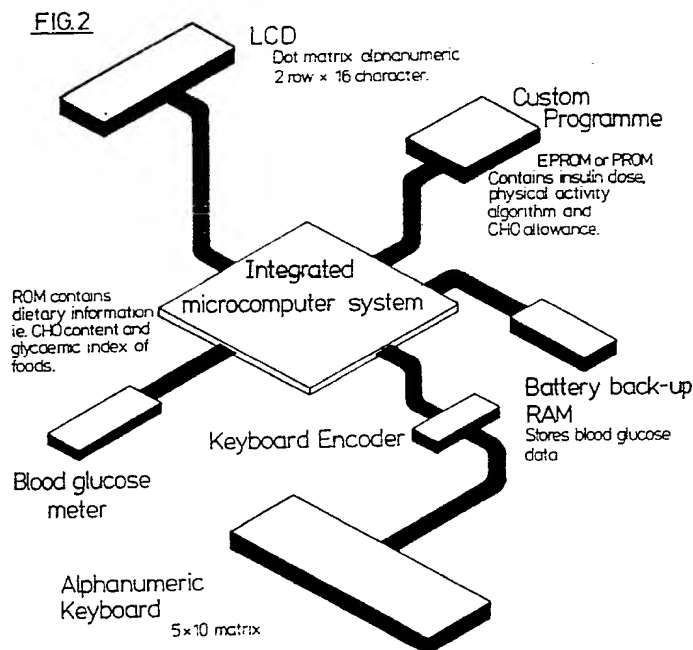 FIG.2
LCD
Dot matrix alphanumeric
2 row × 16 character.
Custom
Programme
EPROM or PROM
Contains insulin dose,
physical activity
algorithm and
CHO allowance.
Integrated
microcomputer system
ROM contains
dietary information
ie. CHO content and
glycaemic index of
foods.
Battery back-up
RAM
Stores blood glucose
data
Keyboard Encoder
Blood glucose
meter
Alphanumeric
Keyboard
5×10 matrix